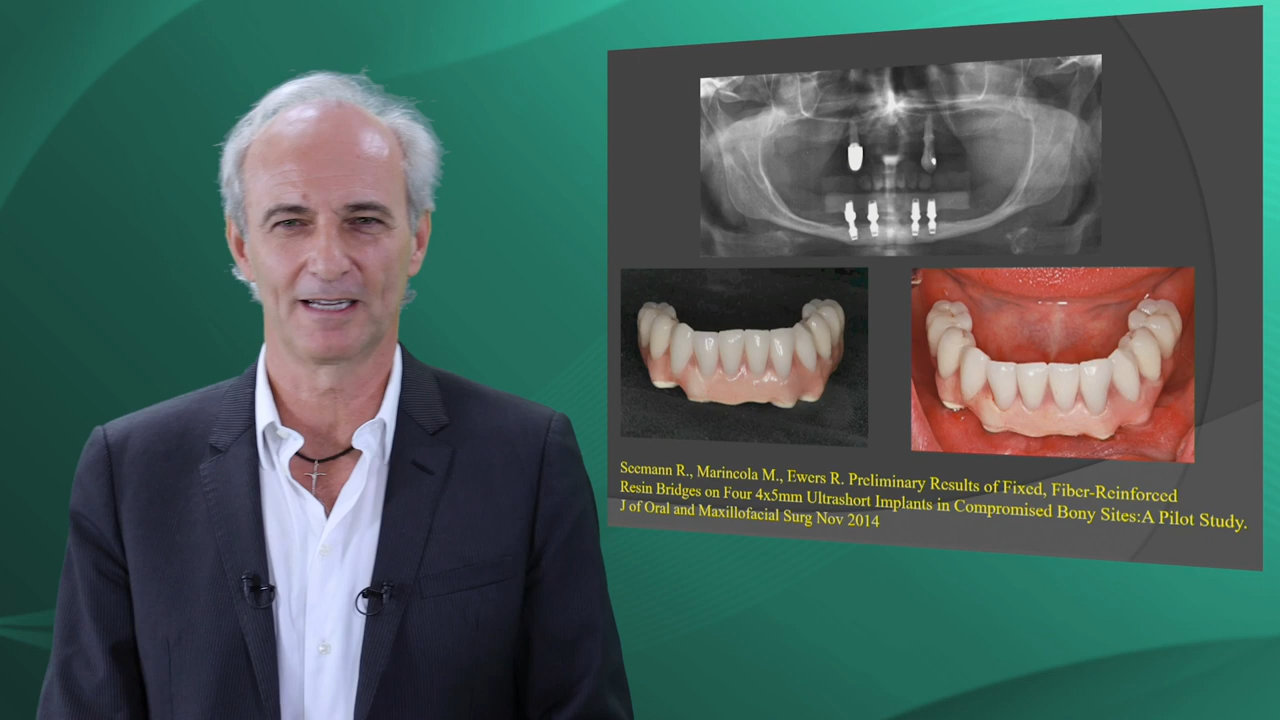 Seemann R., Marincola M., Ewers R. Preliminary Results of Fixed, Fiber-Reinforced
Resin Bridges on Four 4x5mm Ultrashort Implants in Compromised Bony Sites:A Pilot Study.
J of Oral and Maxillofacial Surg Nov 2014